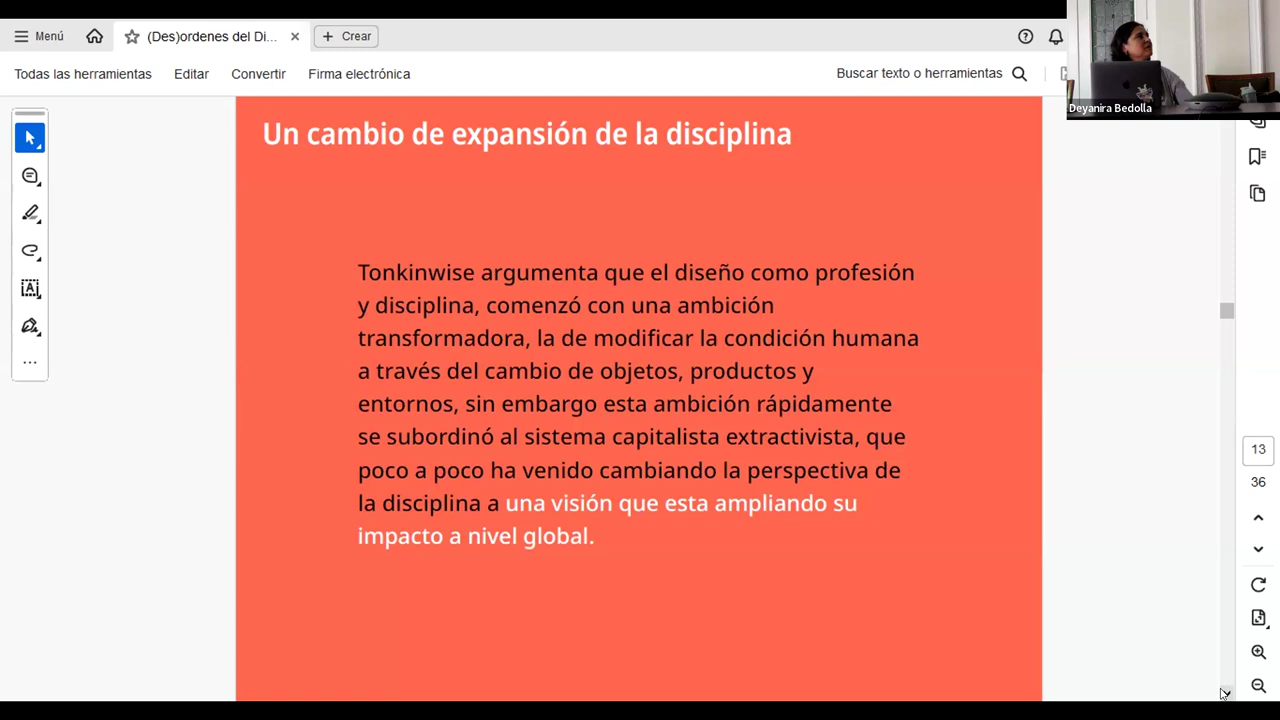 Menú
(Des)ordenes del Di...
Crear
Todas las herramientas
Editar
Convertir
Firma electrónica
Buscar texto o herramientas
Deyanira Bedolla
Un cambio de expansión de la disciplina
Tonkinwise argumenta que el diseño como profesión
y disciplina, comenzó con una ambición
transformadora, la de modificar la condición humana
a través del cambio de objetos, productos y
entornos, sin embargo esta ambición rápidamente
se subordinó al sistema capitalista extractivista, que
poco a poco ha venido cambiando la perspectiva de
la disciplina a una visión que esta ampliando su
impacto a nivel global.
13
36